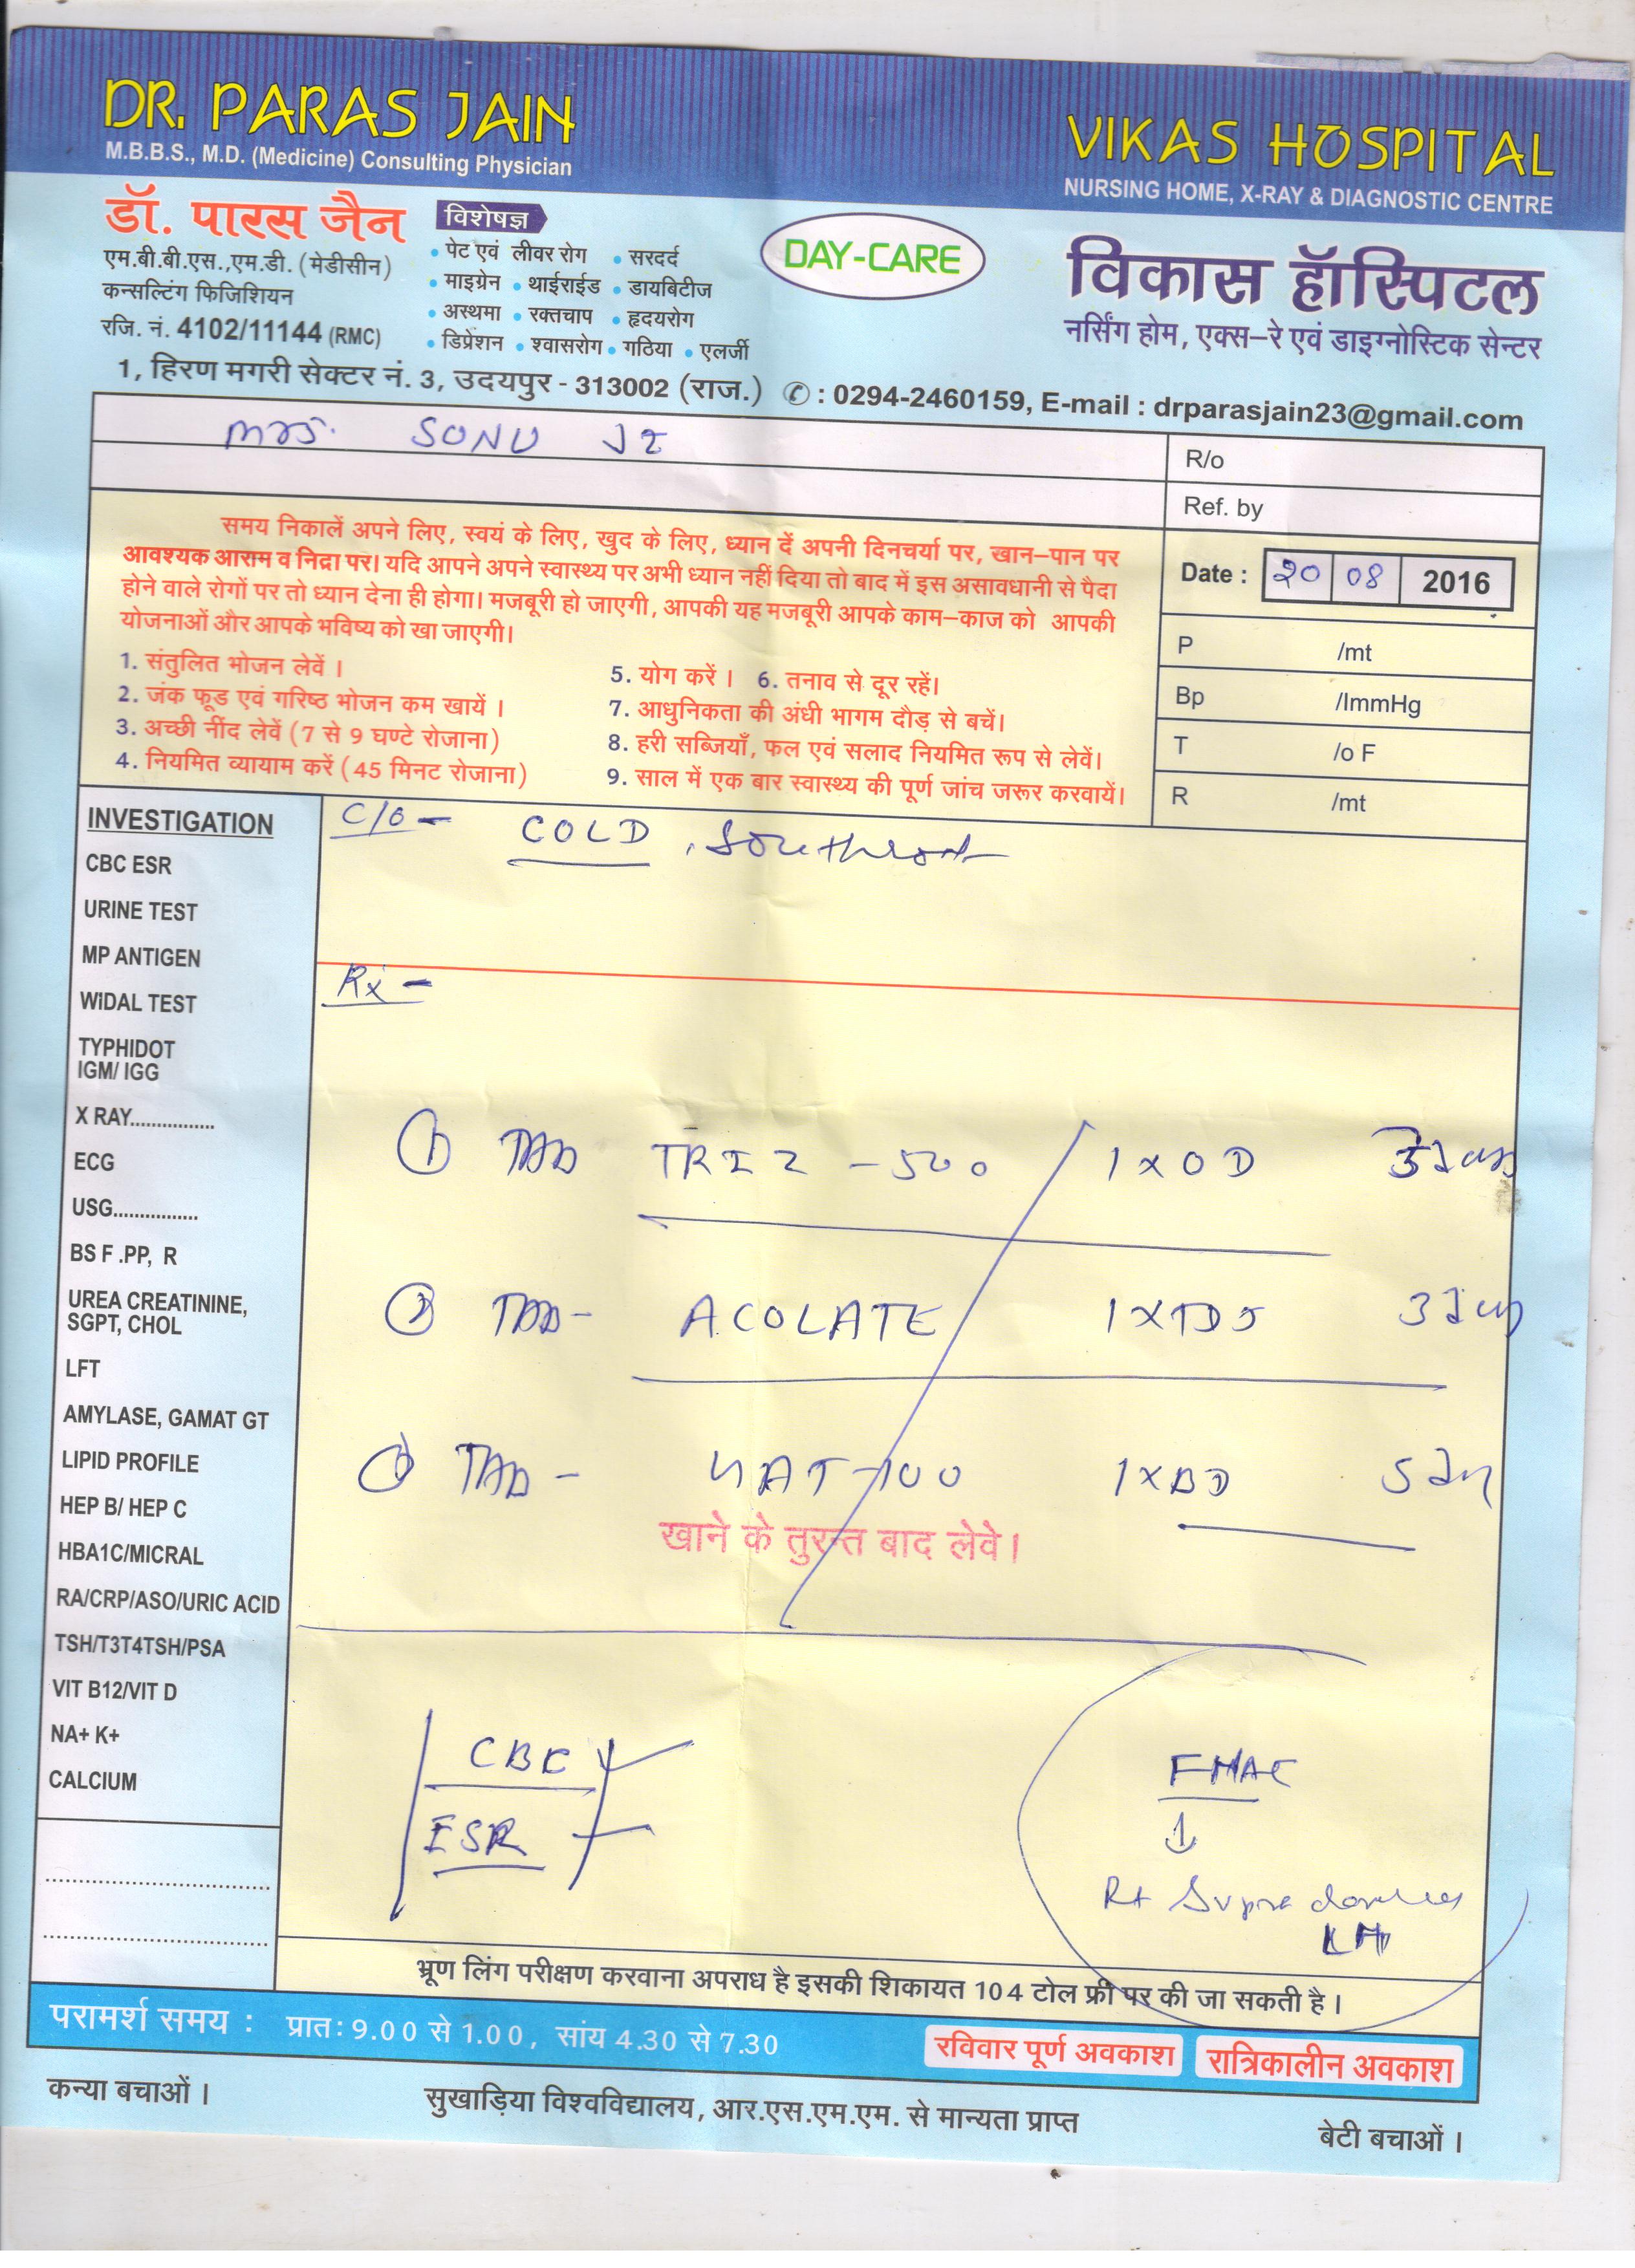 DR. PARAS JAIN
M.B.B.S., M.D. (Medicine) Consulting Physician
VIKAS HOSPITAL
NURSING HOME, X-RAY & DIAGNOSTIC CENTRE
डॉ. पारस जैन
एम.बी.बी.एस.,एम.डी. (मेडीसीन)
कन्सल्टिंग फिजिशियन
रजि. नं. 4102/11144 (RMC)
विशेषज्ञ
• पेट एवं लीवर रोग • सरदर्द
• माइग्रेन • थाईराईड • डायबिटीज
• अस्थमा • रक्तचाप • हृदयरोग
• डिप्रेशन • श्वासरोग • गठिया • एलर्जी
DAY-CARE
विकास हॅास्पिटल
नर्सिंग होम, एक्स-रे एवं डाइग्नोस्टिक सेन्टर
1, हिरण मगरी सेक्टर नं. 3, उदयपुर - 313002 (राज.) ✆ : 0294-2460159, E-mail : drparasjain23@gmail.com
Mrs. SONU
R/o
Ref. by
Date : 20 08 2016
P /mt
Bp /ImmHg
T /o F
R /mt
समय निकालें अपने लिए, स्वयं के लिए, खुद के लिए, ध्यान दें अपनी दिनचर्या पर, खान-पान पर
आवश्यक आराम व निद्रा पर। यदि आपने अपने स्वास्थ्य पर अभी ध्यान नहीं दिया तो बाद में इस असावधानी से पैदा
होने वाले रोगों पर तो ध्यान देना ही होगा। मजबूरी हो जाएगी, आपकी यह मजबूरी आपके काम-काज को आपकी
योजनाओं और आपके भविष्य को खा जाएगी।
1. संतुलित भोजन लेवें ।
2. जंक फूड एवं गरिष्ठ भोजन कम खायें ।
3. अच्छी नींद लेवें (7 से 9 घण्टे रोजाना)
4. नियमित व्यायाम करें (45 मिनट रोजाना)
5. योग करें । 6. तनाव से दूर रहें।
7. आधुनिकता की अंधी भागम दौड़ से बचें।
8. हरी सब्जियाँ, फल एवं सलाद नियमित रूप से लेवें।
9. साल में एक बार स्वास्थ्य की पूर्ण जांच जरूर करवायें।
INVESTIGATION
CBC ESR
URINE TEST
MP ANTIGEN
WIDAL TEST
TYPHIDOT
IGM/ IGG
X RAY................
ECG
USG................
BS F .PP, R
UREA CREATININE,
SGPT, CHOL
LFT
AMYLASE, GAMAT GT
LIPID PROFILE
HEP B/ HEP C
HBA1C/MICRAL
RA/CRP/ASO/URIC ACID
TSH/T3T4TSH/PSA
VIT B12/VIT D
NA+ K+
CALCIUM
C/O - COLD, Sorethroat
Rx -
① TAB TRIZ - 500 1 x OD 3 days
② TAB - ACOLATE 1 x TDS 3 days
TAB - 100 1 x BD 5 days
खाने के तुरन्त बाद लेवे।
CBC
ESR
FNAC
↓
Rt Supra
LN
भ्रूण लिंग परीक्षण करवाना अपराध है इसकी शिकायत 104 टोल फ्री पर की जा सकती है ।
परामर्श समय : प्रातः 9.00 से 1.00, सांय 4.30 से 7.30
रविवार पूर्ण अवकाश
रात्रिकालीन अवकाश
कन्या बचाओं ।
सुखाड़िया विश्वविद्यालय, आर.एस.एम.एम. से मान्यता प्राप्त
बेटी बचाओं ।